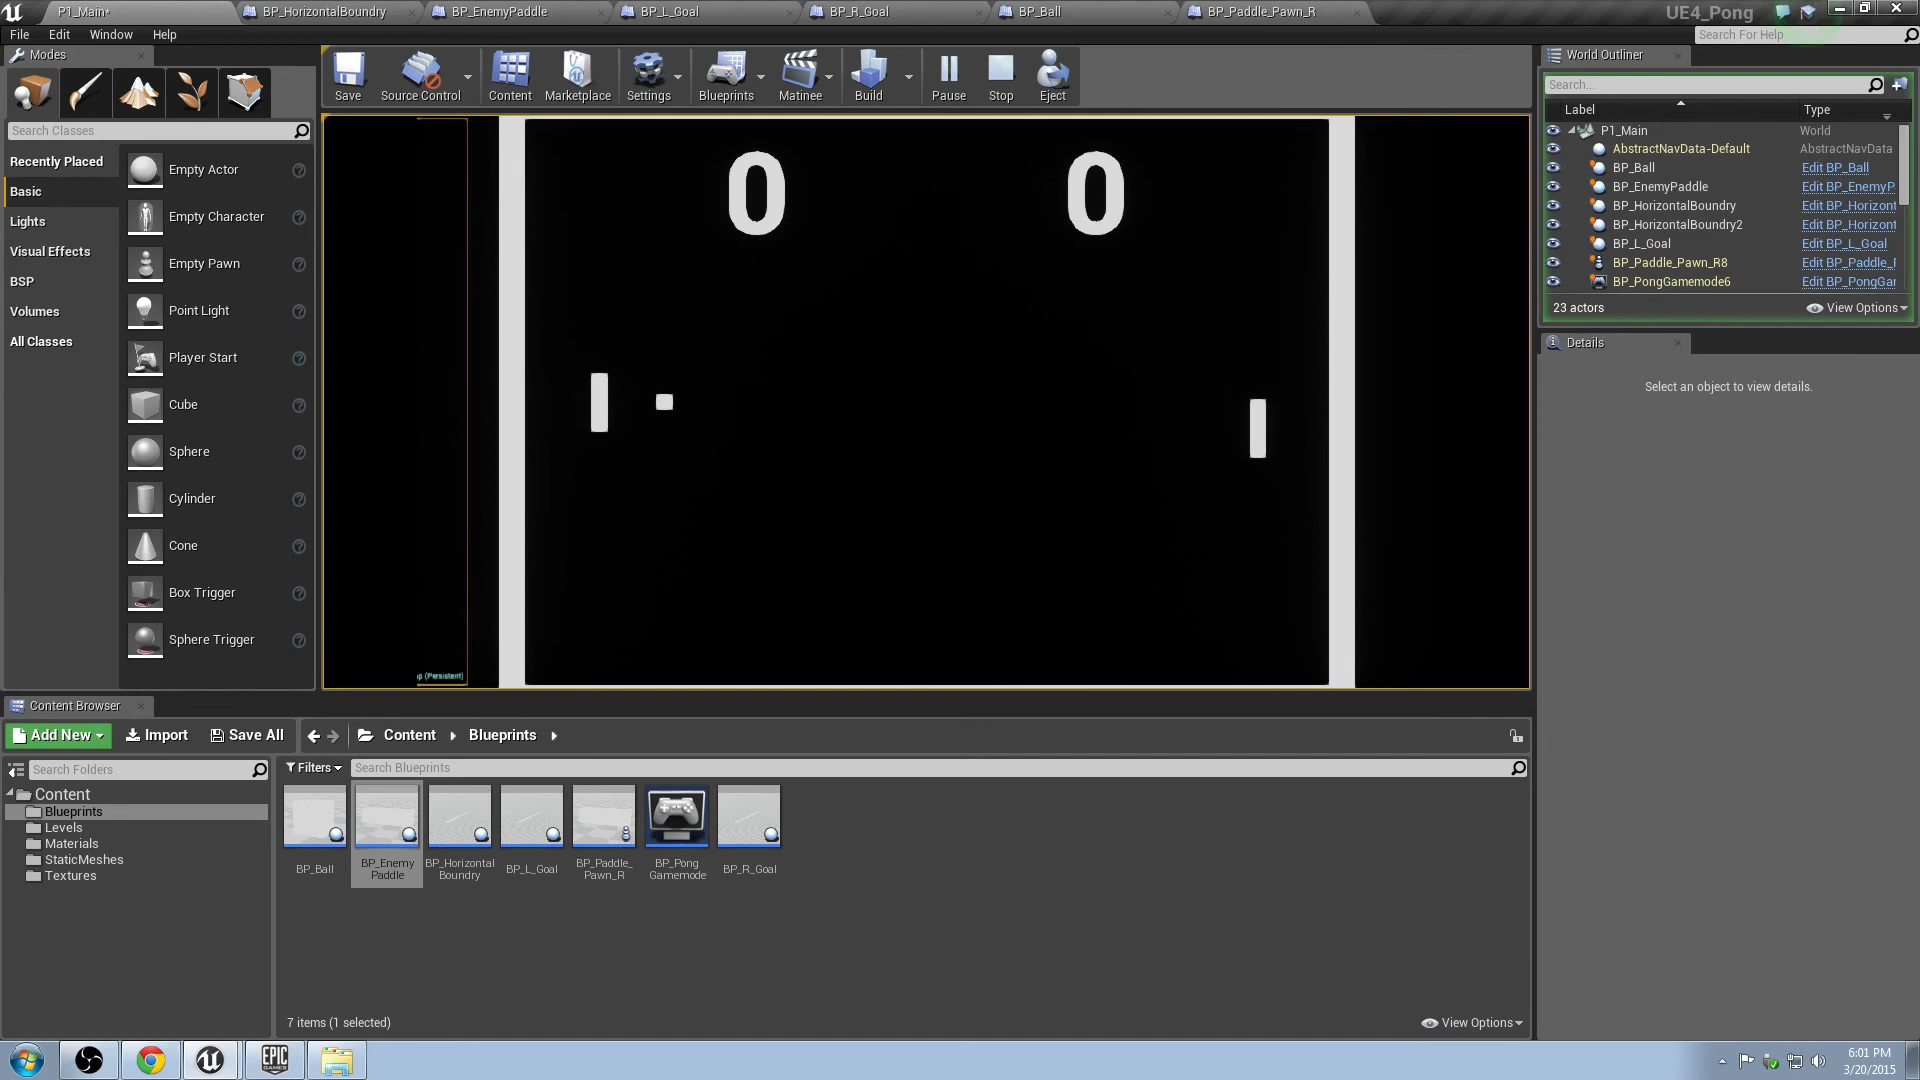 P1_Main*
BP_HorizontalBoundry
BP_EnemyPaddle
BP_L_Goal
BP_R_Goal
BP_Ball
BP_Paddle_Pawn_R
UE4_Pong
File Edit Window Help
Search For Help
Modes
Search Classes
Recently Placed
Basic
Lights
Visual Effects
BSP
Volumes
All Classes
Empty Actor
Empty Character
Empty Pawn
Point Light
Player Start
Cube
Sphere
Cylinder
Cone
Box Trigger
Sphere Trigger
Save
Source Control
Content
Marketplace
Settings
Blueprints
Matinee
Build
Pause
Stop
Eject
0 0
(Persistent)
World Outliner
Search...
Label Type
P1_Main World
AbstractNavData-Default AbstractNavData
BP_Ball Edit BP_Ball
BP_EnemyPaddle Edit BP_EnemyP
BP_HorizontalBoundry Edit BP_Horizont
BP_HorizontalBoundry2 Edit BP_Horizont
BP_L_Goal Edit BP_L_Goal
BP_Paddle_Pawn_R8 Edit BP_Paddle_
BP_PongGamemode6 Edit BP_PongGar
23 actors View Options
Details
Select an object to view details.
Content Browser
Add New Import Save All Content Blueprints
Search Folders
Content
Blueprints
Levels
Materials
StaticMeshes
Textures
Filters Search Blueprints
BP_Ball
BP_Enemy
Paddle
BP_Horizontal
Boundry
BP_L_Goal
BP_Paddle_
Pawn_R
BP_Pong
Gamemode
BP_R_Goal
7 items (1 selected) View Options
EPIC
GAMES
6:01 PM
3/20/2015